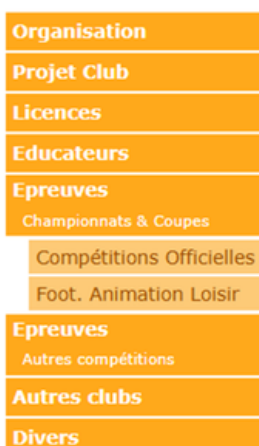 Organisation
Projet Club
Licences
Educateurs
Epreuves
Championnats & Coupes
Compétitions Officielles
Foot. Animation Loisir
Epreuves
Autres compétitions
Autres clubs
Divers